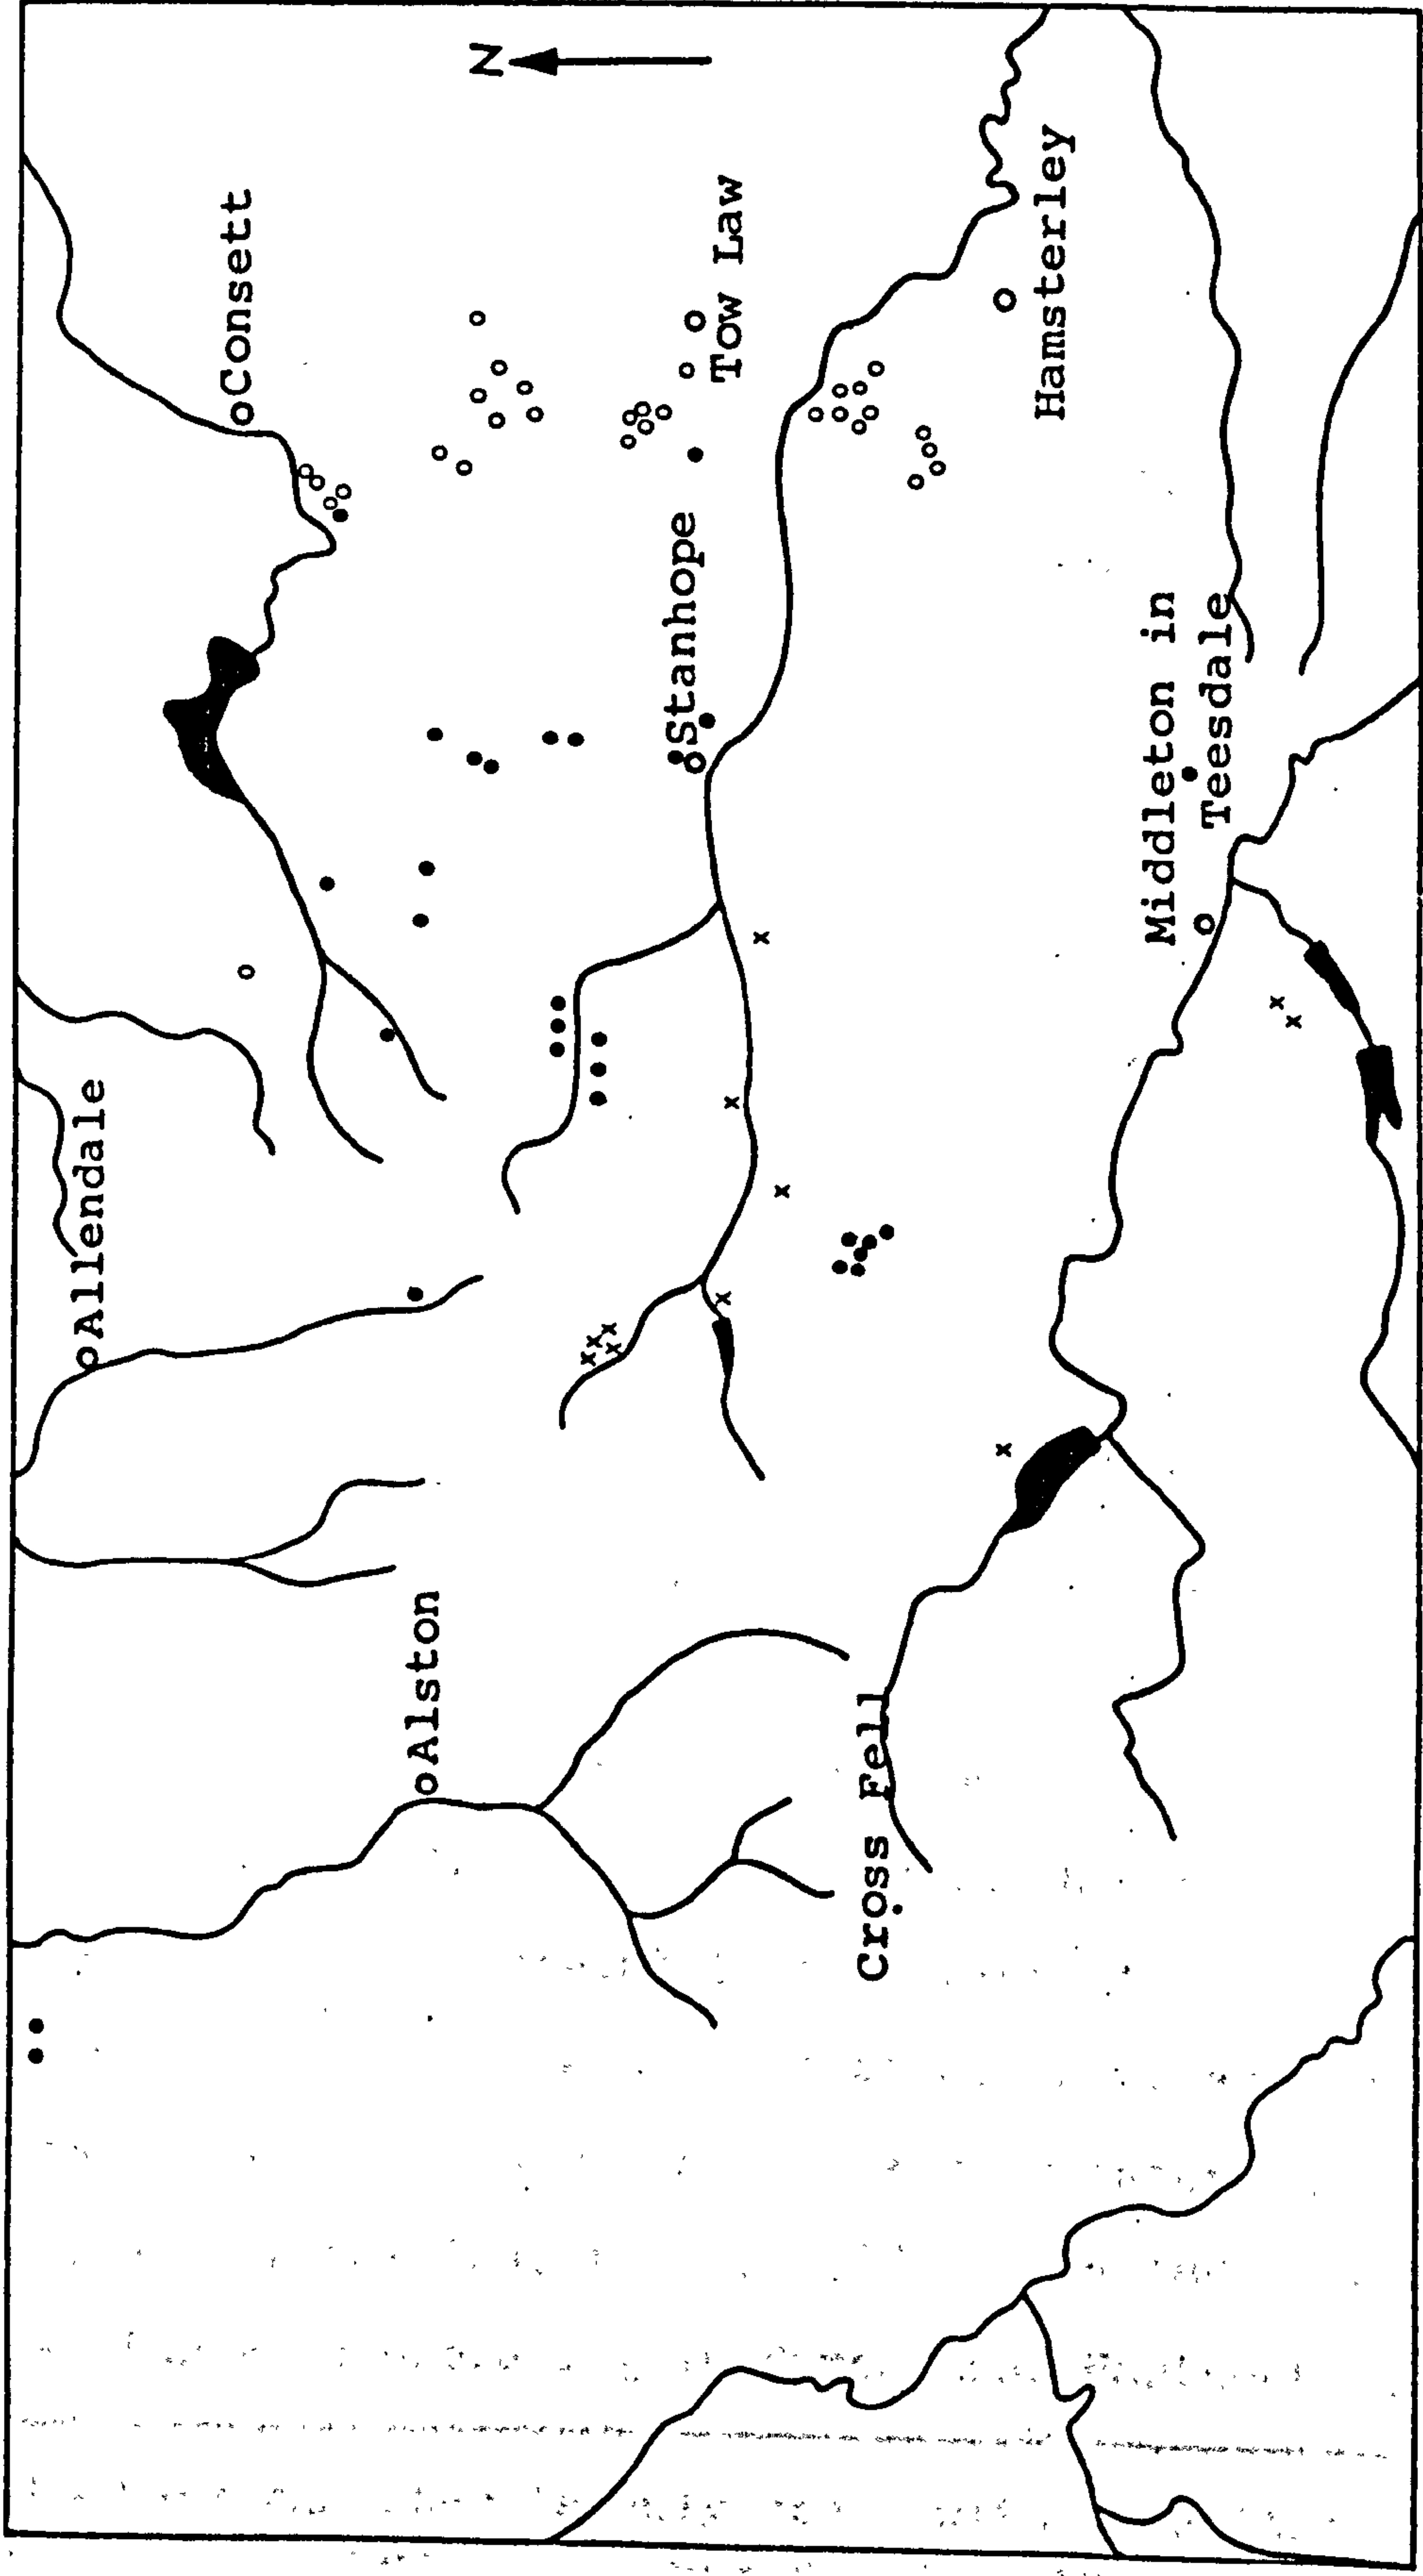 N
Allendale
Consett
Alston
Stanhope
Tow Law
Cross Fell
Middleton in
Teesdale
Hamsterley